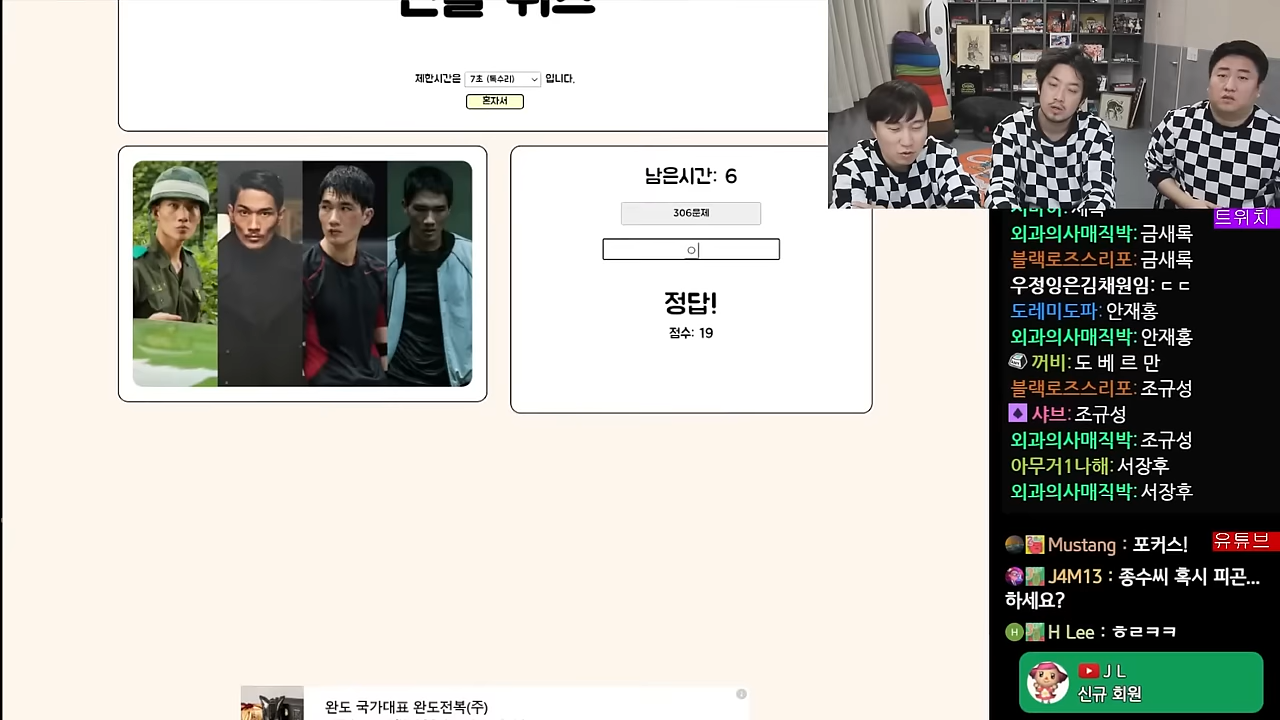 인물 퀴즈
제한시간은 7초 (독수리) 입니다.
혼자서
남은시간: 6
306문제
이
정답!
점수: 19
트위치
외과의사매직박: 금새록
블랙로즈스리포: 금새록
우정잉은김채원임: ㄷㄷ
도레미도파: 안재홍
외과의사매직박: 안재홍
꺼비: 도 베 르 만
블랙로즈스리포: 조규성
샤브: 조규성
외과의사매직박: 조규성
아무거1나해: 서장후
외과의사매직박: 서장후
유튜브
Mustang : 포커스!
J4M13 : 종수씨 혹시 피곤...
하세요?
H Lee : ㅎㄹㅋㅋ
J L
신규 회원
완도 국가대표 완도전복(주)